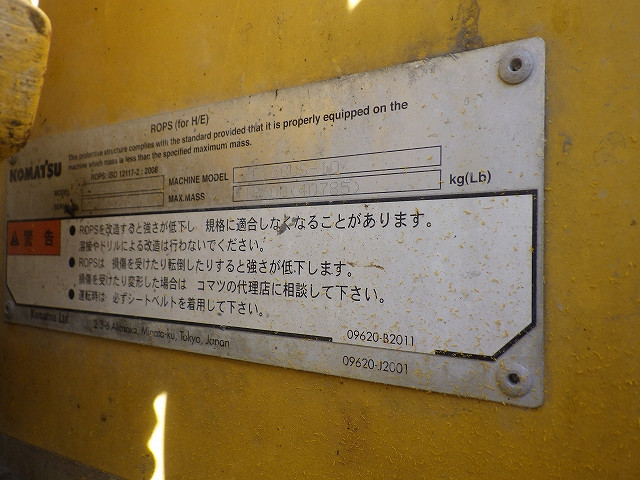 ROPS (for H/E)
This protective structure complies with the standard provided that it is properly equipped on the
machine which mass is less than the specified maximum mass.
KOMATSU
ROPS: ISO 12117-2 : 2008
MODEL
MACHINE MODEL
MAX.MASS (40785) kg(Lb)
警告
● ROPSを改造すると強さが低下し 規格に適合しなくなることがあります。
溶接やドリルによる改造は行わないでください。
● ROPSは 損傷を受けたり転倒したりすると強さが低下します。
損傷を受けたり変形した場合は コマツの代理店に相談して下さい。
● 運転時は 必ずシートベルトを着用して下さい。
Komatsu Ltd.
2-3-6 Akasaka, Minato-ku, Tokyo, Japan
09620-B2011
09620-J2001